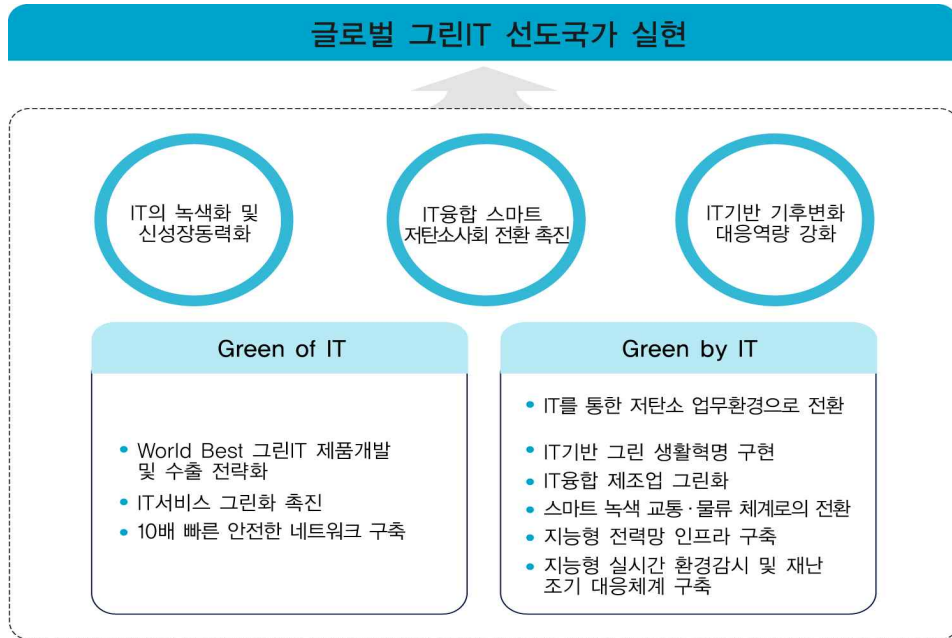 글로벌 그린IT 선도국가 실현
IT의 녹색화 및
신성장동력화
IT융합 스마트
저탄소사회 전환 촉진
IT기반 기후변화
대응역량 강화
Green of IT
• World Best 그린IT 제품개발
및 수출 전략화
• IT서비스 그린화 촉진
• 10배 빠른 안전한 네트워크 구축
Green by IT
• IT를 통한 저탄소 업무환경으로 전환
• IT기반 그린 생활혁명 구현
• IT융합 제조업 그린화
• 스마트 녹색 교통·물류 체계로의 전환
• 지능형 전력망 인프라 구축
• 지능형 실시간 환경감시 및 재난
조기 대응체계 구축